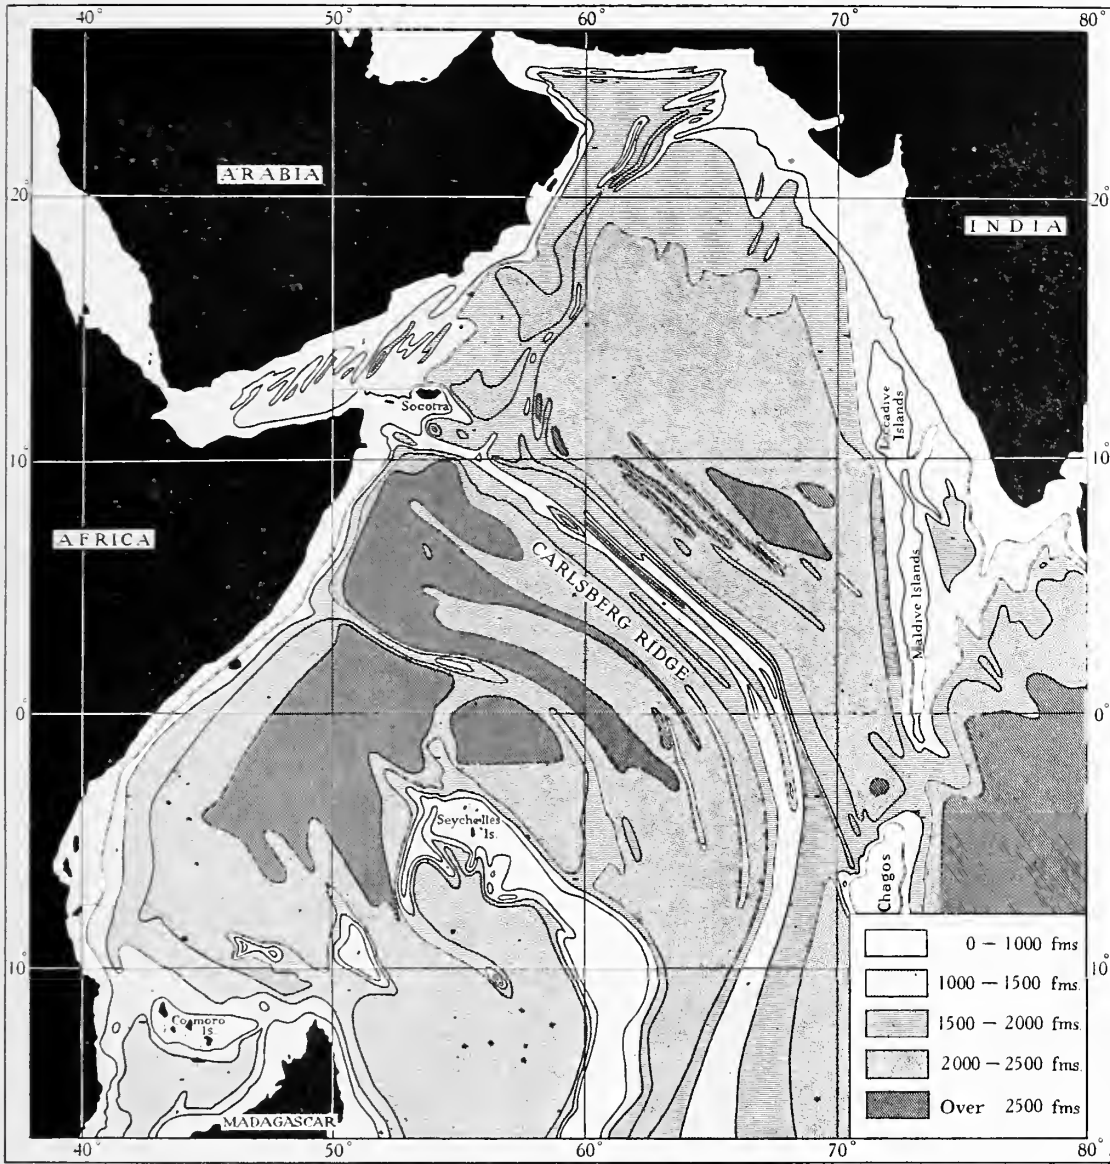 40°
50°
60°
70°
80°
ARABIA
20°
20°
INDIA
Socotra
Laccadive
Islands
10°
10°
AFRICA
CARLSBERG RIDGE
Maldive Islands
0°
0°
Seychelles
Is.
Chagos
0 – 1000 fms
10°
10°
1000 – 1500 fms.
Comoro
Is.
1500 – 2000 fms.
2000 – 2500 fms.
Over 2500 fms
MADAGASCAR
40°
50°
60°
70°
80°